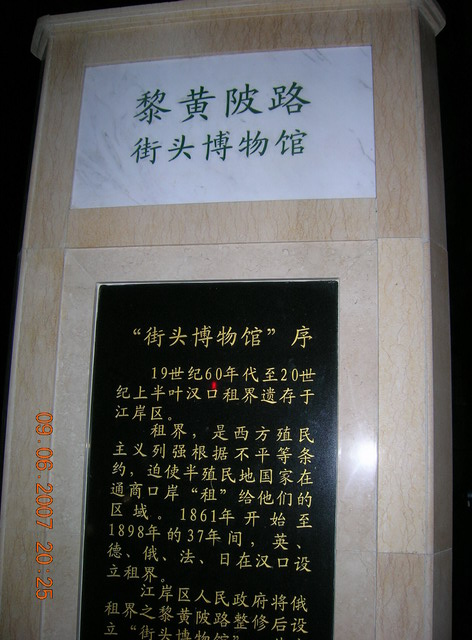 黎黄陂路
街头博物馆
“街头博物馆”序
19世纪60年代至20世
纪上半叶汉口租界遗存于
江岸区。
租界，是西方殖民
主义列强根据不平等条
约，迫使半殖民地国家在
通商口岸“租”给他们的
区域。1861年开始至
1898年的37年间，英、
德、俄、法、日在汉口设
立租界。
江岸区人民政府将俄
租界之黎黄陂路整修后设
立“街头博物馆”
09.06.2007 20:25